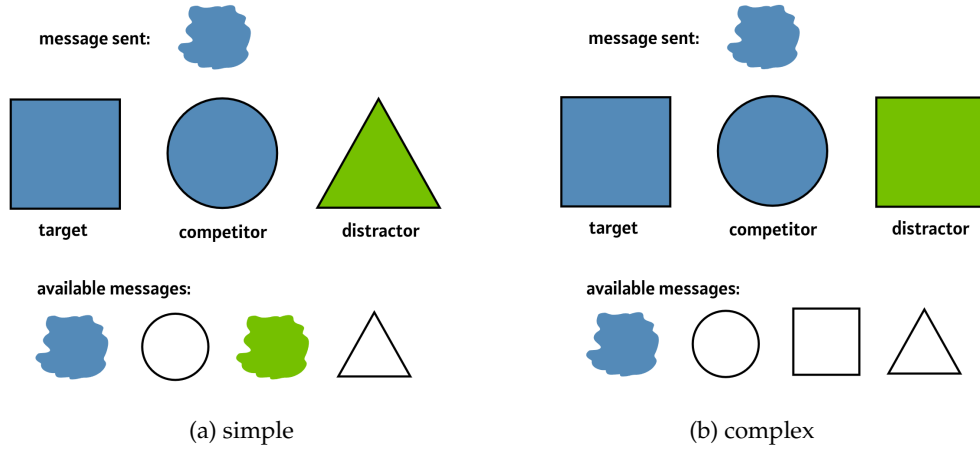 message sent:
target
competitor
distractor
available messages:
(a) simple
message sent:
target
competitor
distractor
available messages:
(b) complex